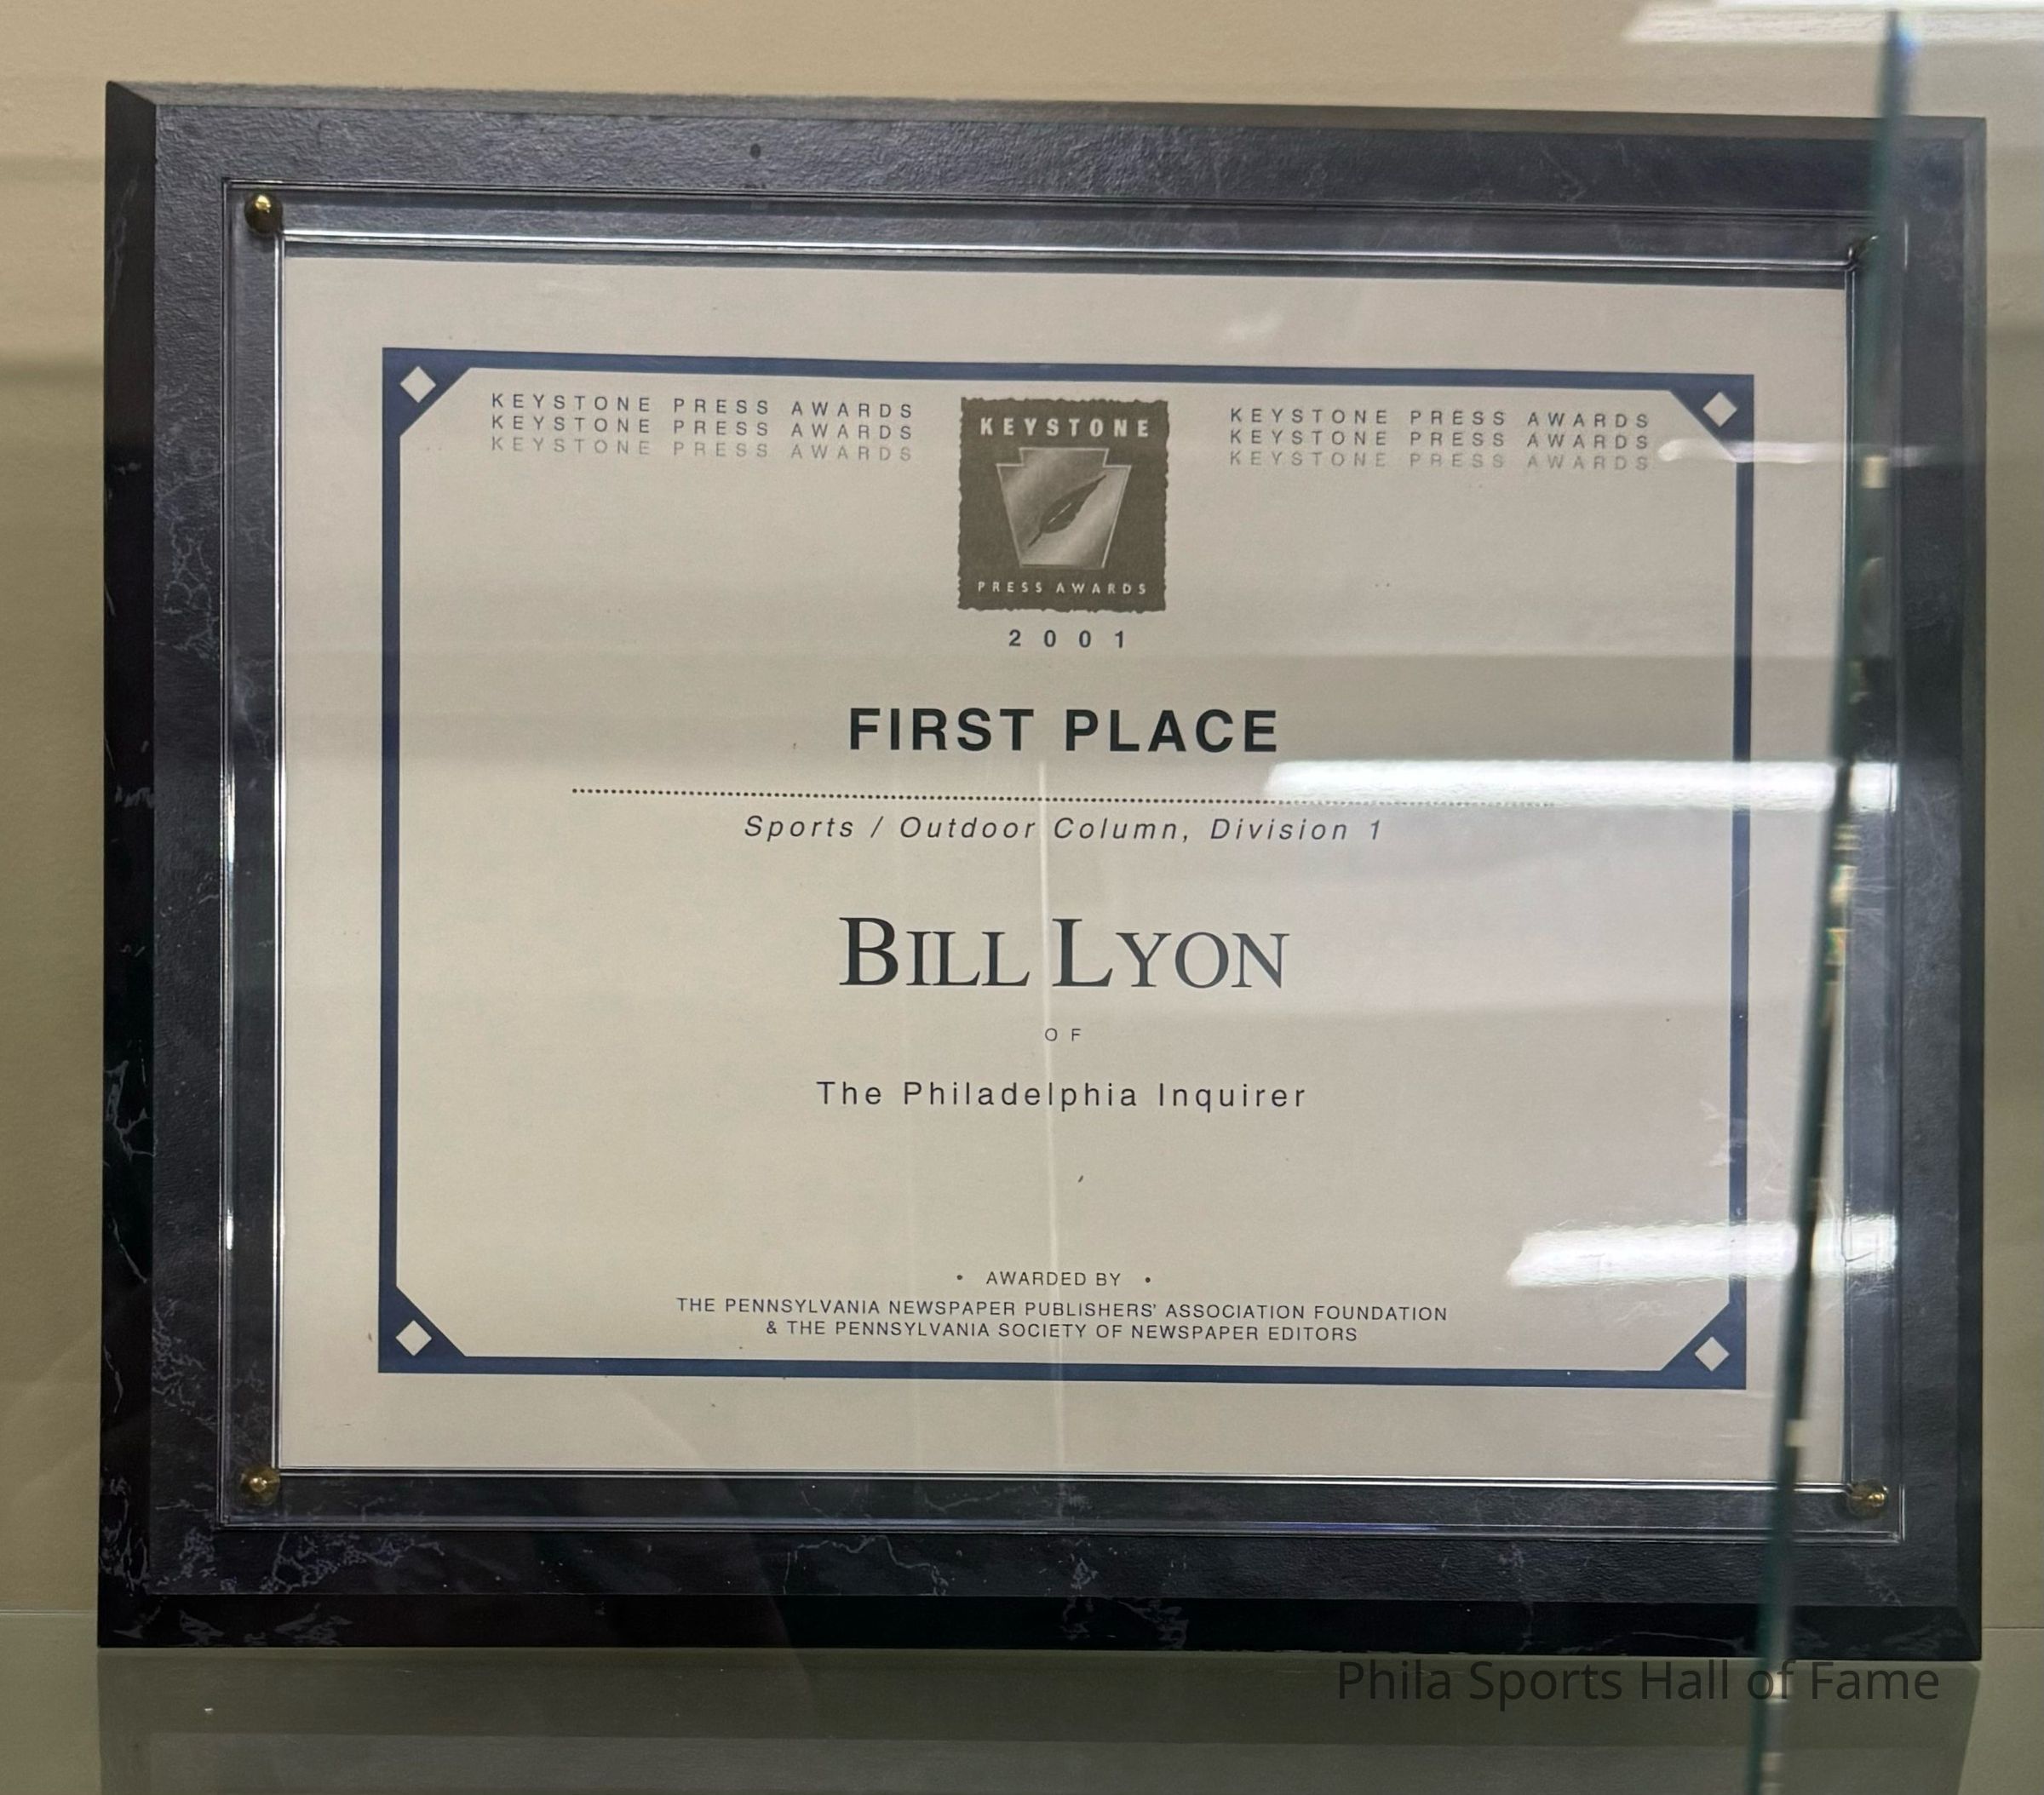 KEYSTONE PRESS AWARDS
KEYSTONE PRESS AWARDS
KEYSTONE PRESS AWARDS
KEYSTONE
PRESS AWARDS
KEYSTONE PRESS AWARDS
KEYSTONE PRESS AWARDS
KEYSTONE PRESS AWARDS
2001
FIRST PLACE
Sports / Outdoor Column, Division 1
BILL LYON
OF
The Philadelphia Inquirer
• AWARDED BY •
THE PENNSYLVANIA NEWSPAPER PUBLISHERS' ASSOCIATION FOUNDATION
& THE PENNSYLVANIA SOCIETY OF NEWSPAPER EDITORS
Phila Sports Hall of Fame